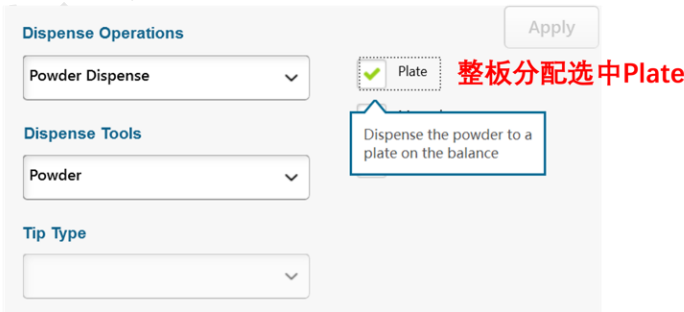 Dispense Operations
Apply
Powder Dispense
Plate
整板分配选中Plate
Dispense Tools
Dispense the powder to a
plate on the balance
Powder
Tip Type